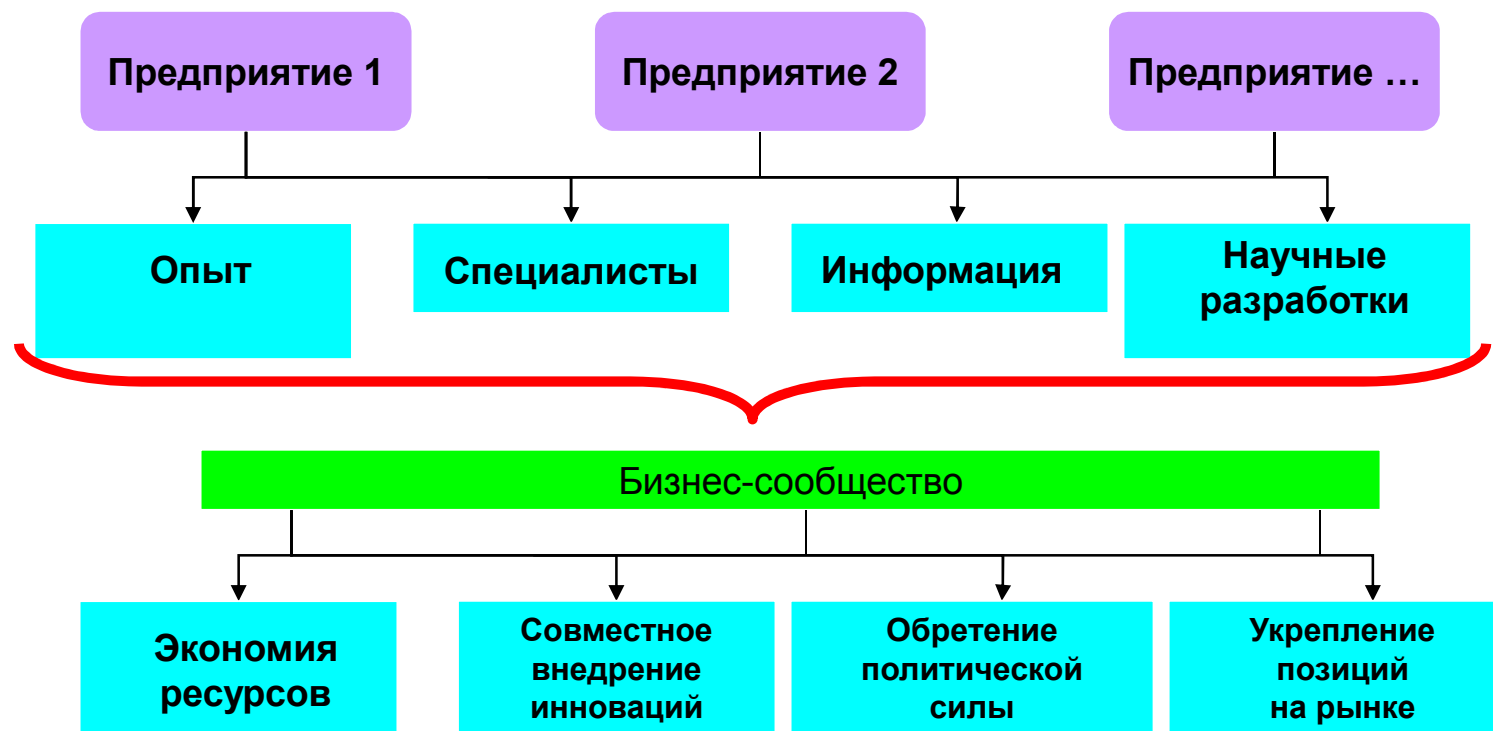 Предприятие 1
Предприятие 2
Предприятие …
Опыт
Специалисты
Информация
Научные
разработки
Бизнес-сообщество
Экономия
ресурсов
Совместное
внедрение
инноваций
Обретение
политической
силы
Укрепление
позиций
на рынке